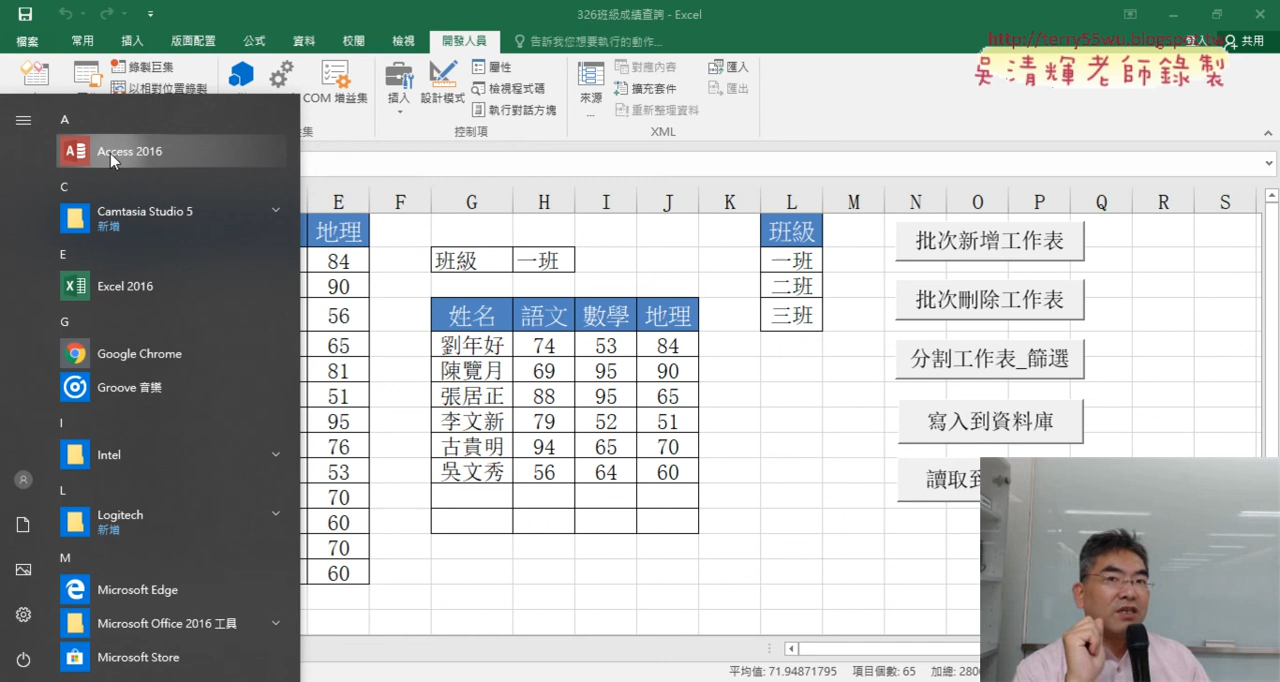 326班級成績查詢 - Excel
檔案 常用 插入 版面配置 公式 資料 校閱 檢視 開發人員 告訴我您想要執行的動作... 共用
http://terry55wu.blogspot.tw
吳清輝老師錄製
錄製巨集
以相對位置錄製
COM 增益集
插入
設計模式
屬性
檢視程式碼
執行對話方塊
控制項
來源
...
對應內容
擴充套件
重新整理資料
匯入
匯出
XML
A
Access 2016
C
Camtasia Studio 5
新增
E
Excel 2016
G
Google Chrome
Groove 音樂
I
Intel
L
Logitech
新增
M
Microsoft Edge
Microsoft Office 2016 工具
Microsoft Store
E F G H I J K L M N O P Q R S
地理
84
90
56
65
81
51
95
76
53
70
60
70
60
班級 一班
姓名 語文 數學 地理
劉年好 74 53 84
陳覽月 69 95 90
張居正 88 95 65
李文新 79 52 51
古貴明 94 65 70
吳文秀 56 64 60
班級
一班
二班
三班
批次新增工作表
批次刪除工作表
分割工作表_篩選
寫入到資料庫
讀取到
平均值: 71.94871795 項目個數: 65 加總: 280